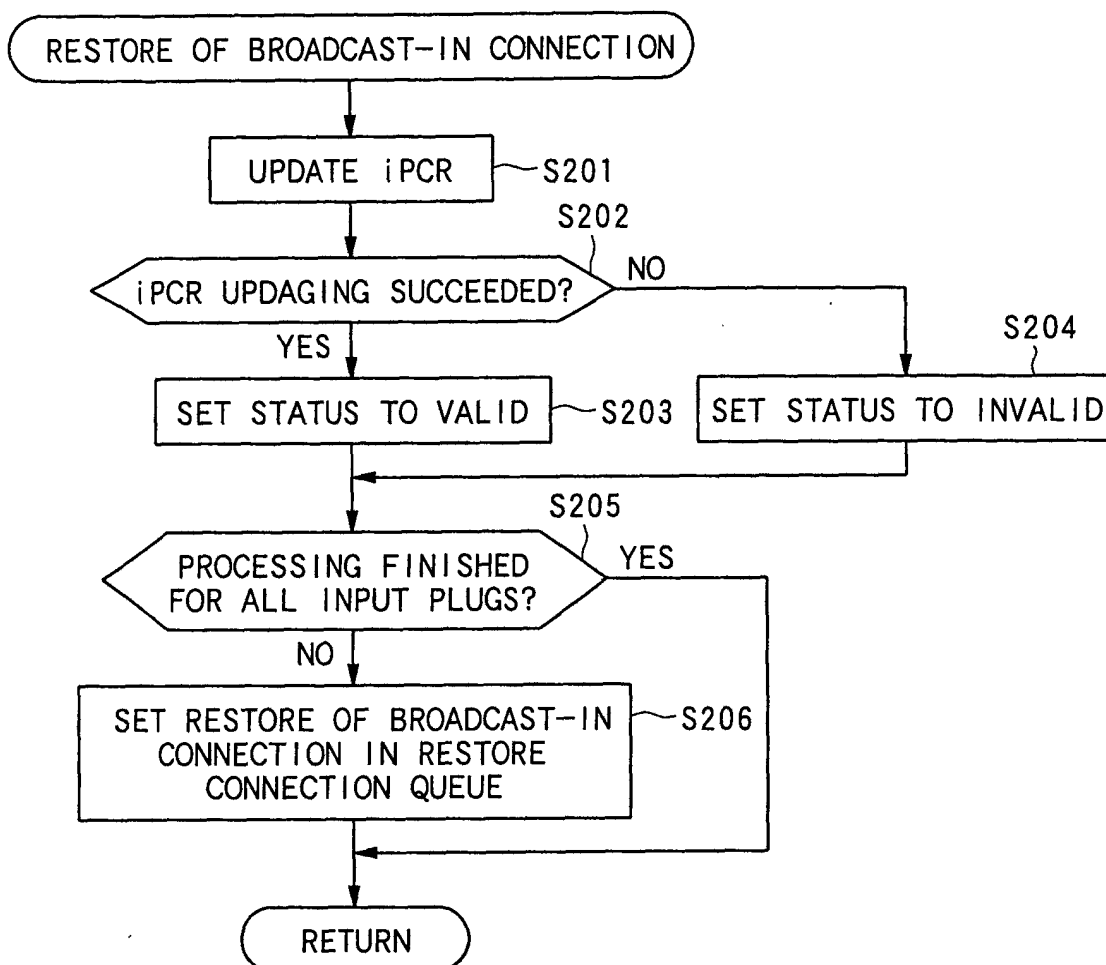 RESTORE OF BROADCAST-IN CONNECTION
UPDATE iPCR
S201
S202
iPCR UPDAGING SUCCEEDED?
NO
YES
S204
SET STATUS TO VALID
S203
SET STATUS TO INVALID
S205
PROCESSING FINISHED
FOR ALL INPUT PLUGS?
YES
NO
SET RESTORE OF BROADCAST-IN
CONNECTION IN RESTORE
CONNECTION QUEUE
S206
RETURN